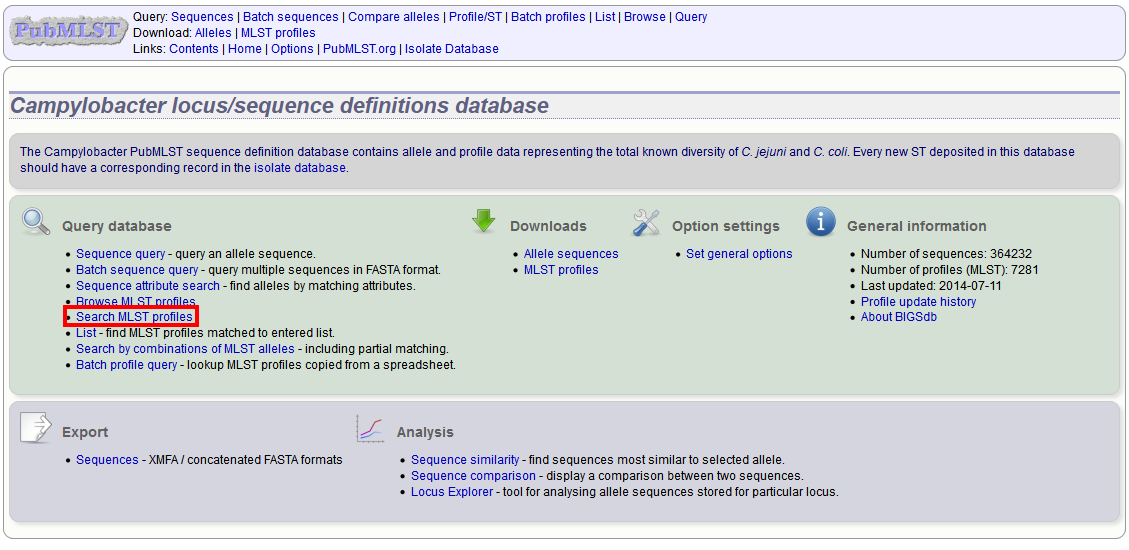 PubMLST
Query: Sequences | Batch sequences | Compare alleles | Profile/ST | Batch profiles | List | Browse | Query
Download: Alleles | MLST profiles
Links: Contents | Home | Options | PubMLST.org | Isolate Database
Campylobacter locus/sequence definitions database
The Campylobacter PubMLST sequence definition database contains allele and profile data representing the total known diversity of C. jejuni and C. coli. Every new ST deposited in this database
should have a corresponding record in the isolate database.
Query database
• Sequence query - query an allele sequence.
• Batch sequence query - query multiple sequences in FASTA format.
• Sequence attribute search - find alleles by matching attributes.
• Browse MLST profiles
• Search MLST profiles
• List - find MLST profiles matched to entered list.
• Search by combinations of MLST alleles - including partial matching.
• Batch profile query - lookup MLST profiles copied from a spreadsheet.
Downloads
• Allele sequences
• MLST profiles
Option settings
• Set general options
General information
• Number of sequences: 364232
• Number of profiles (MLST): 7281
• Last updated: 2014-07-11
• Profile update history
• About BIGSdb
Export
• Sequences - XMFA / concatenated FASTA formats
Analysis
• Sequence similarity - find sequences most similar to selected allele.
• Sequence comparison - display a comparison between two sequences.
• Locus Explorer - tool for analysing allele sequences stored for particular locus.